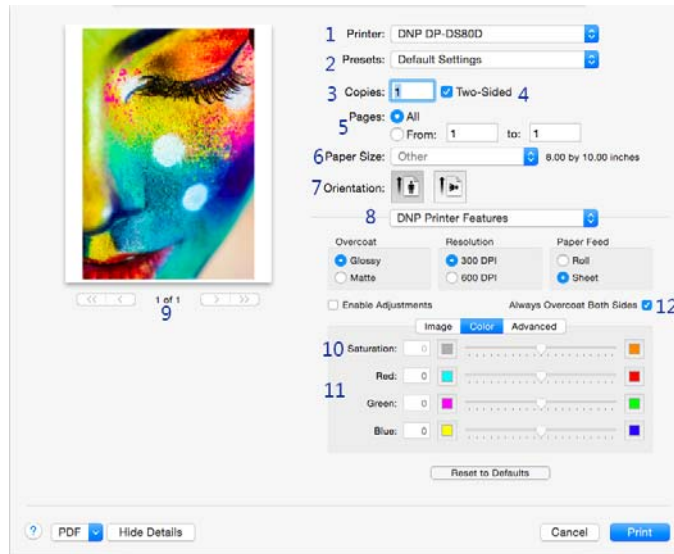 1 Printer: DNP DP-DS80D
2 Presets: Default Settings
3 Copies: 1 Two-Sided 4
5 Pages: All
From: 1 to: 1
6 Paper Size: Other 8.00 by 10.00 inches
7 Orientation:
8 DNP Printer Features
Overcoat Resolution Paper Feed
Glossy 300 DPI Roll
Matte 600 DPI Sheet
<< < 1 of 1 > >>
9
Enable Adjustments Always Overcoat Both Sides 12
Image Color Advanced
10 Saturation: 0
11 Red: 0
Green: 0
Blue: 0
Reset to Defaults
? PDF Hide Details Cancel Print